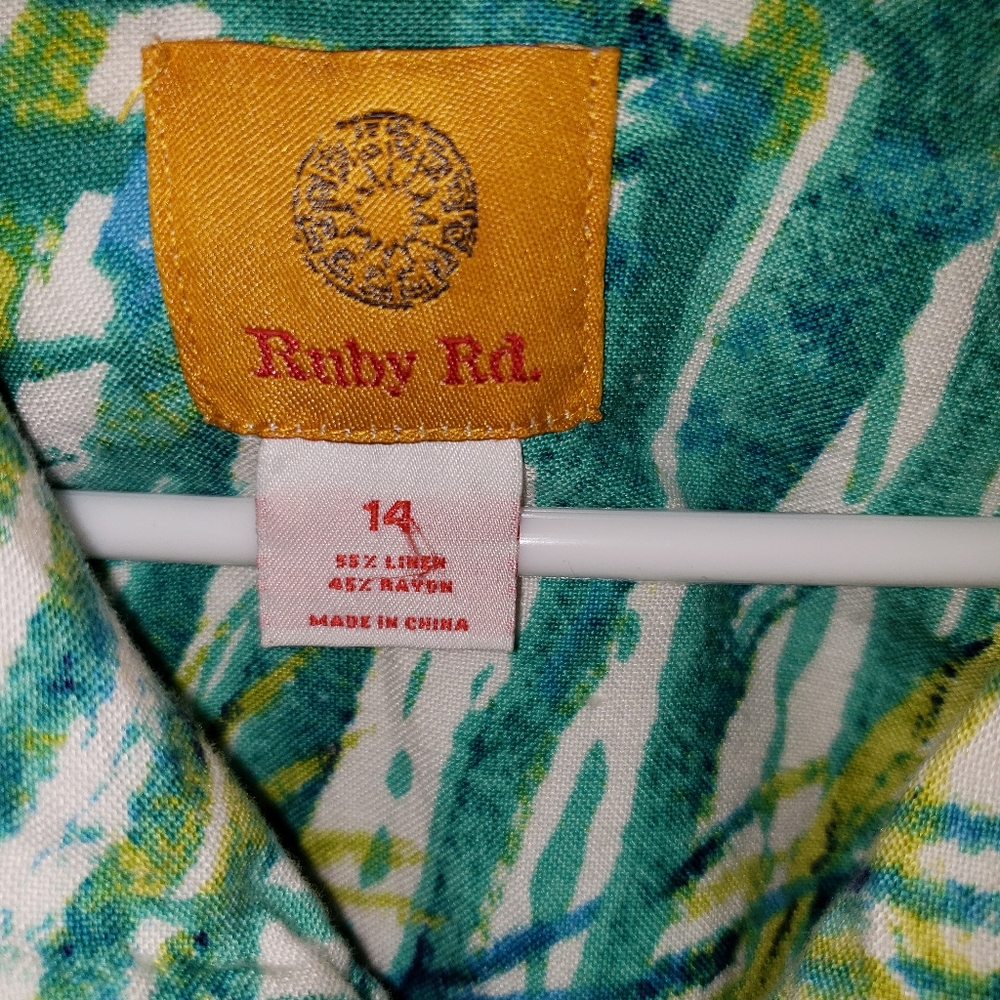 Ruby Rd.
14
55% LINEN
45% RAYON
MADE IN CHINA